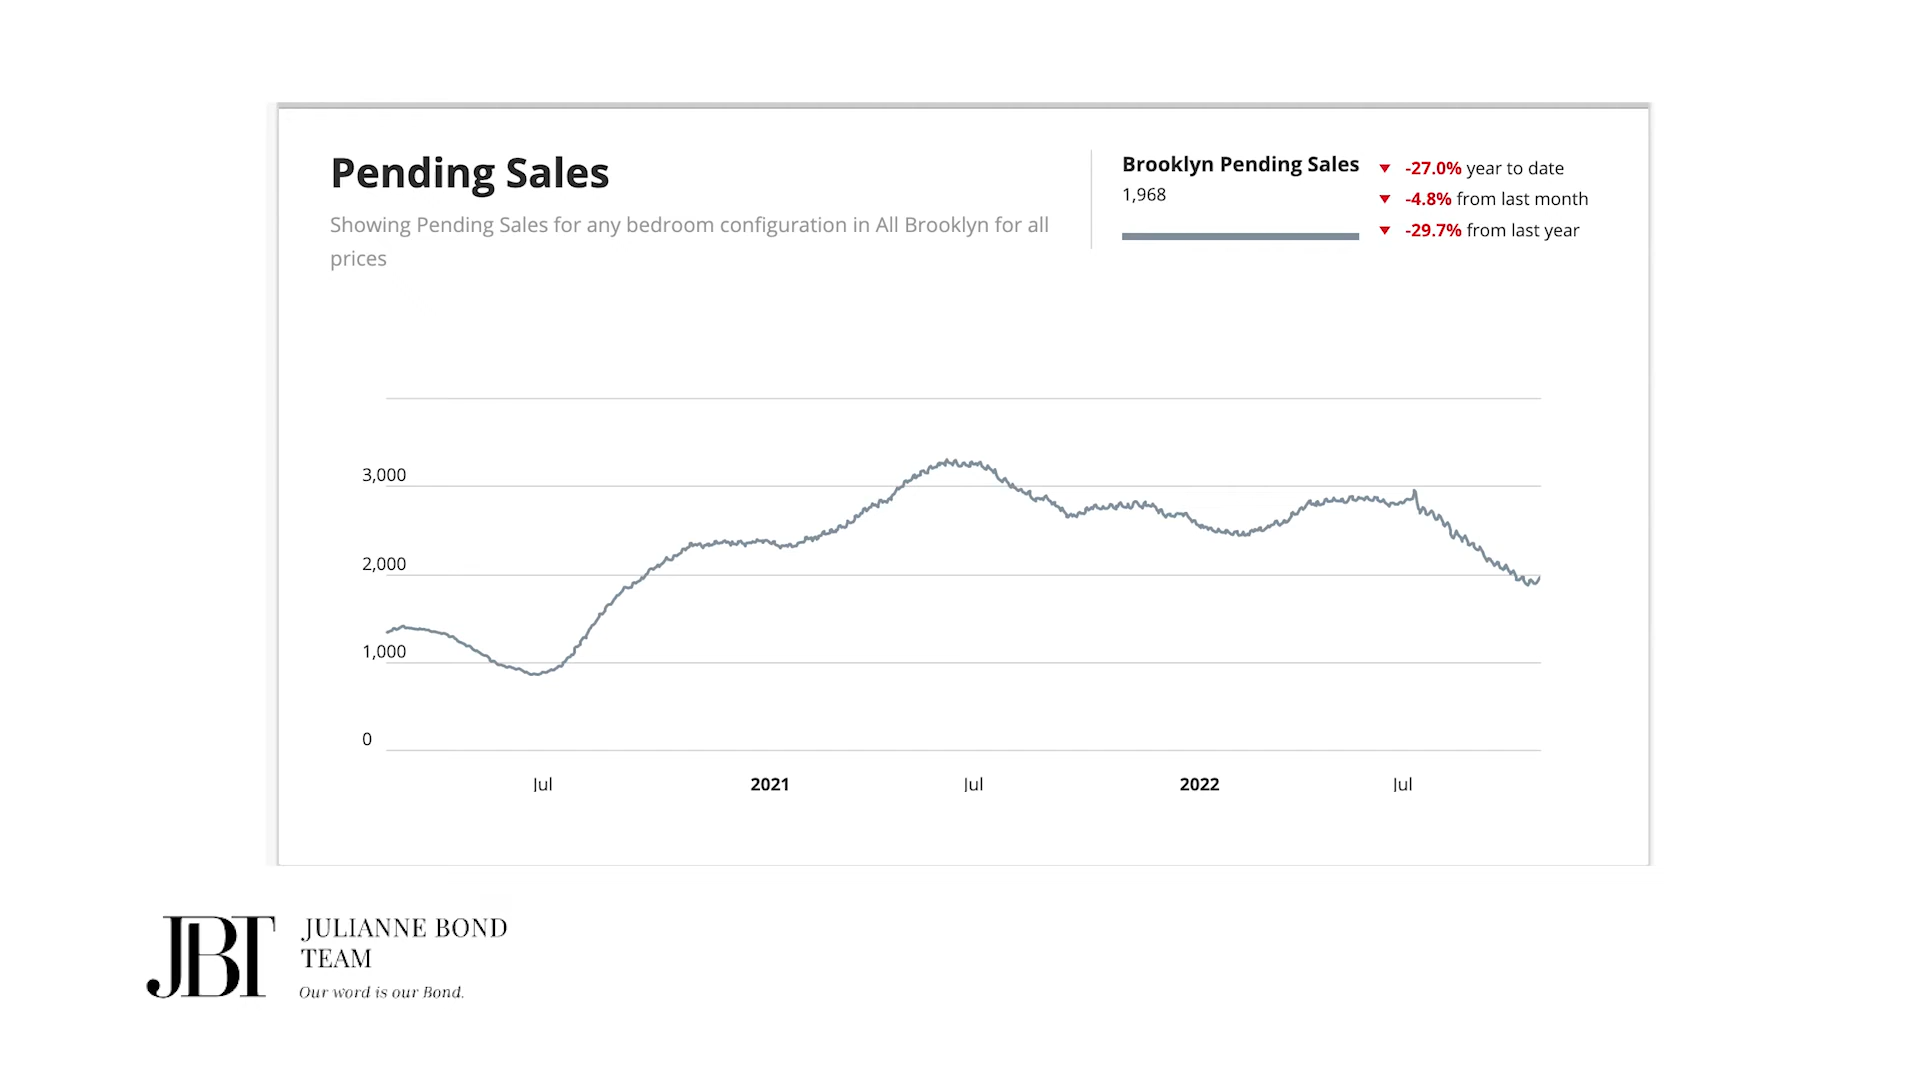 Pending Sales
Showing Pending Sales for any bedroom configuration in All Brooklyn for all
prices
Brooklyn Pending Sales
1,968
-27.0% year to date
-4.8% from last month
-29.7% from last year
3,000
2,000
1,000
0
Jul
2021
Jul
2022
Jul
JBT
JULIANNE BOND
TEAM
Our word is our Bond.